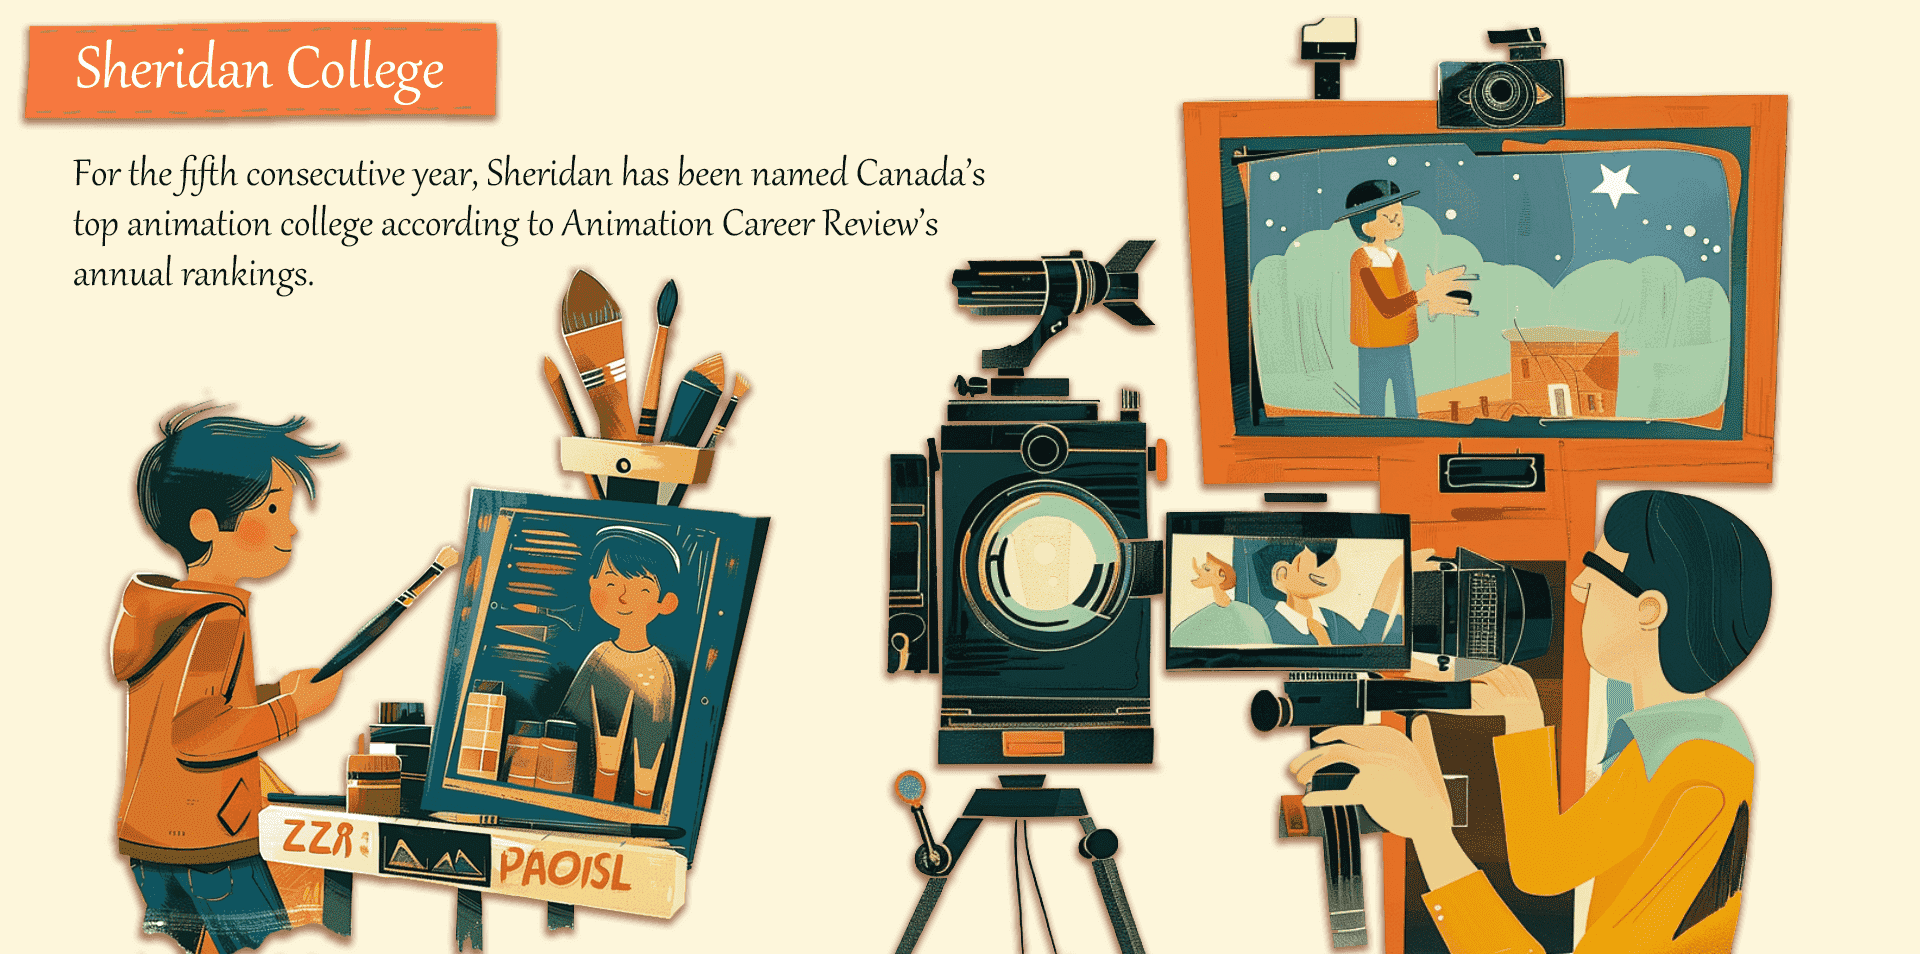 Sheridan College
For the fifth consecutive year, Sheridan has been named Canada's
top animation college according to Animation Career Review's
annual rankings.
ZZR:
PAOISL